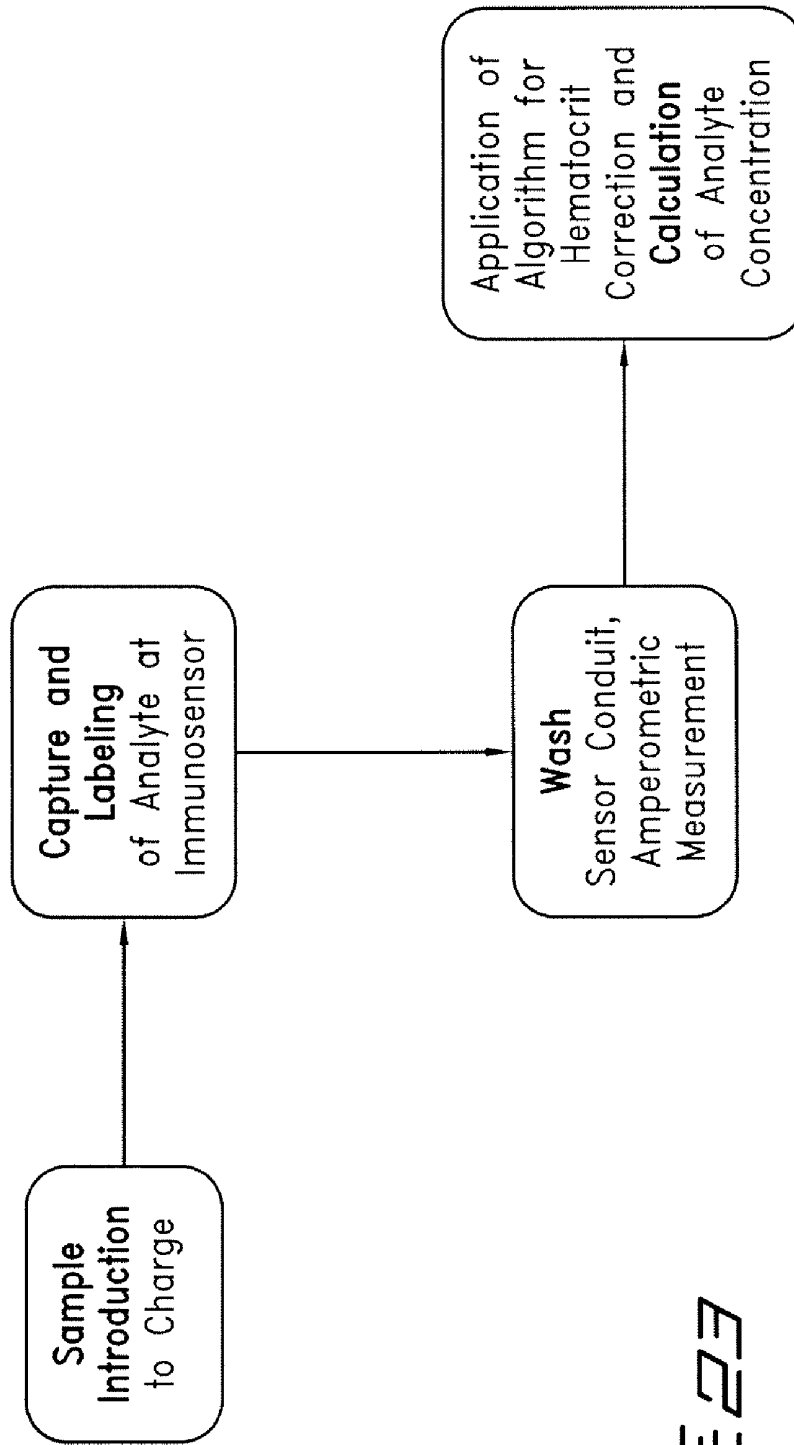 Sample
Introduction
to Charge
Capture and
Labeling
of Analyte at
Immunosensor
Wash
Sensor Conduit,
Amperometric
Measurement
Application of
Algorithm for
Hematocrit
Correction and
Calculation
of Analyte
Concentration
23